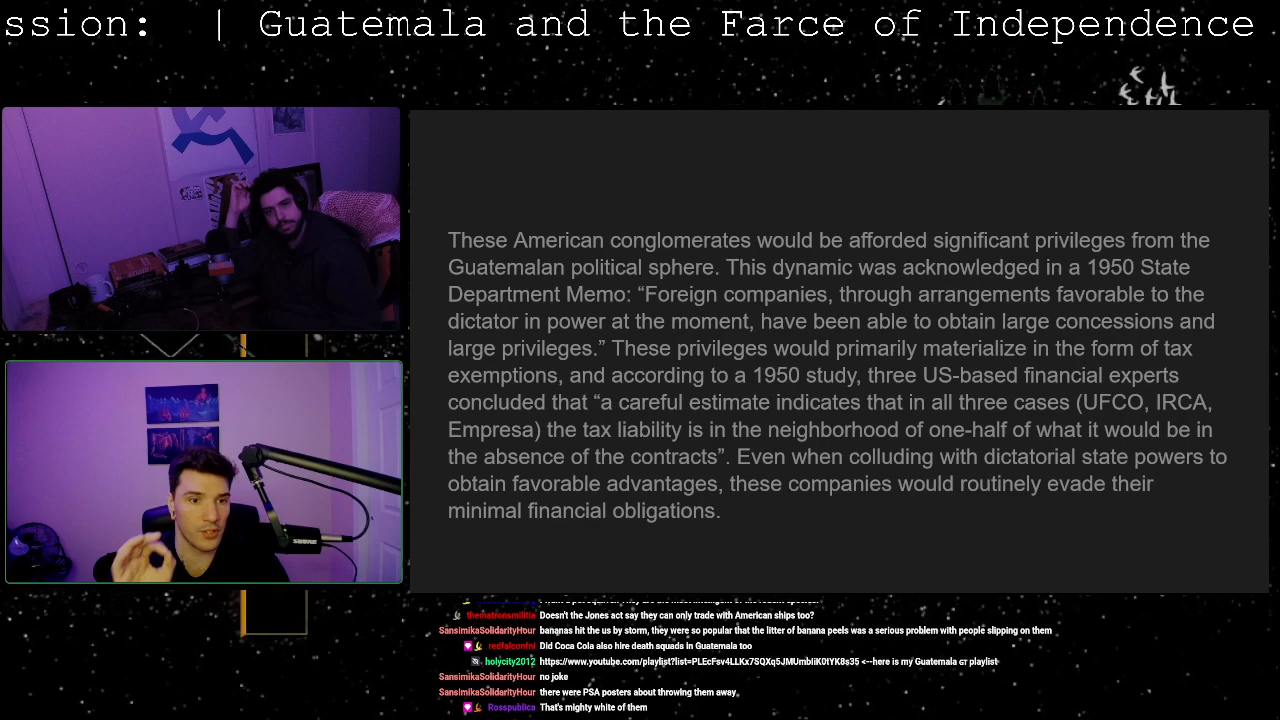 ssion: | Guatemala and the Farce of Independence
These American conglomerates would be afforded significant privileges from the
Guatemalan political sphere. This dynamic was acknowledged in a 1950 State
Department Memo: “Foreign companies, through arrangements favorable to the
dictator in power at the moment, have been able to obtain large concessions and
large privileges.” These privileges would primarily materialize in the form of tax
exemptions, and according to a 1950 study, three US-based financial experts
concluded that “a careful estimate indicates that in all three cases (UFCO, IRCA,
Empresa) the tax liability is in the neighborhood of one-half of what it would be in
the absence of the contracts”. Even when colluding with dictatorial state powers to
obtain favorable advantages, these companies would routinely evade their
minimal financial obligations.
SHURE
thematronsmilitia Doesn't the Jones act say they can only trade with American ships too?
SansimikaSolidarityHour bananas hit the us by storm, they were so popular that the litter of banana peels was a serious problem with people slipping on them
redfalconfni Did Coca Cola also hire death squads in Guatemala too
holycity2012 https://www.youtube.com/playlist?list=PLEcFsv4LLKx7SQXq5JMUmbliK0tYK8s35 <--here is my Guatemala GT playlist
SansimikaSolidarityHour no joke
SansimikaSolidarityHour there were PSA posters about throwing them away
Rosspublica That's mighty white of them